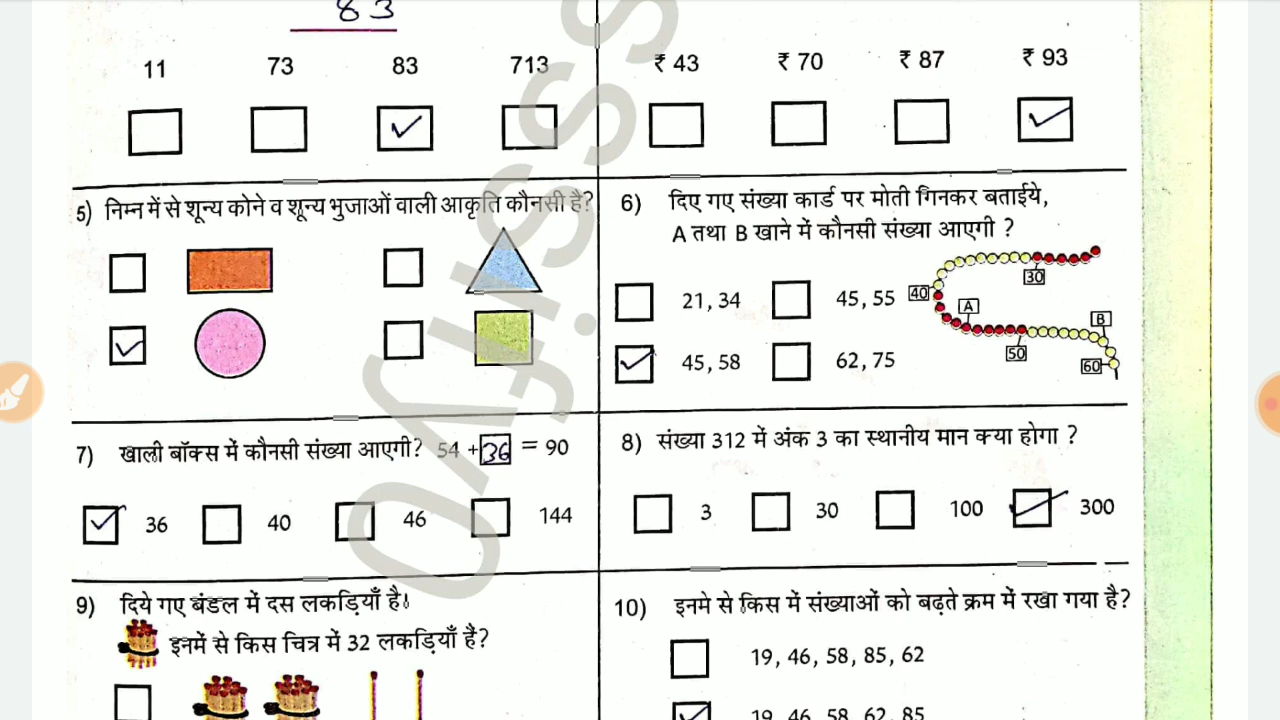 83
11 73 83 713
₹ 43 ₹ 70 ₹ 87 ₹ 93
5) निम्न में से शून्य कोने व शून्य भुजाओं वाली आकृति कौनसी है?
6) दिए गए संख्या कार्ड पर मोती गिनकर बताईये,
A तथा B खाने में कौनसी संख्या आएगी ?
30
40
A
B
50
60
21, 34 45, 55
45, 58 62, 75
7) खाली बॉक्स में कौनसी संख्या आएगी? 54 + 36 = 90
36 40 46 144
8) संख्या 312 में अंक 3 का स्थानीय मान क्या होगा ?
3 30 100 300
9) दिये गए बंडल में दस लकड़ियाँ है।
इनमें से किस चित्र में 32 लकड़ियाँ हैं?
10) इनमे से किस में संख्याओं को बढ़ते क्रम में रखा गया है?
19, 46, 58, 85, 62
19, 46, 58, 62, 85